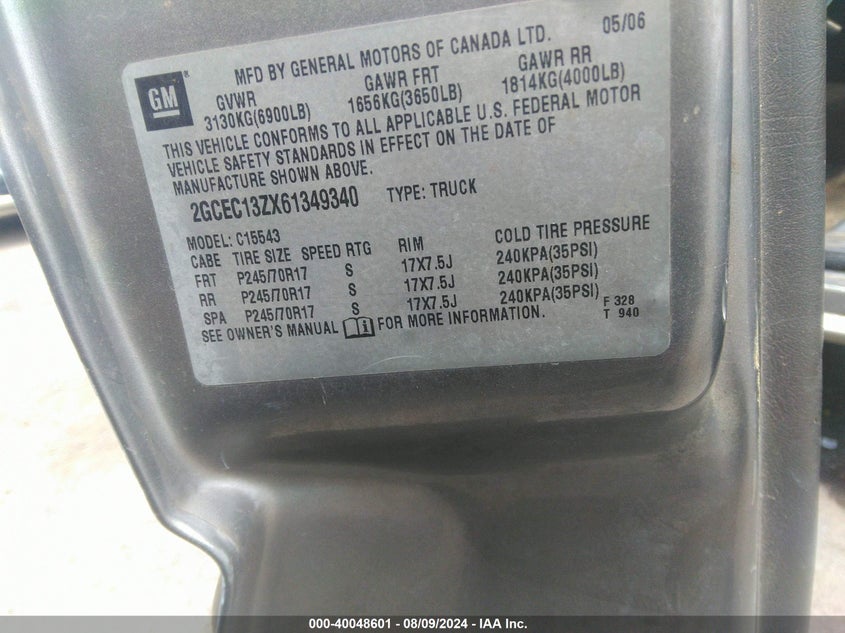 05/06
MFD BY GENERAL MOTORS OF CANADA LTD.
GM
GVWR GAWR FRT GAWR RR
3130KG(6900LB) 1656KG(3650LB) 1814KG(4000LB)
THIS VEHICLE CONFORMS TO ALL APPLICABLE U.S. FEDERAL MOTOR
VEHICLE SAFETY STANDARDS IN EFFECT ON THE DATE OF
MANUFACTURE SHOWN ABOVE.
2GCEC13ZX61349340 TYPE: TRUCK
MODEL: C15543
CABE TIRE SIZE SPEED RTG RIM COLD TIRE PRESSURE
FRT P245/70R17 S 17X7.5J 240KPA(35PSI)
RR P245/70R17 S 17X7.5J 240KPA(35PSI)
SPA P245/70R17 S 17X7.5J 240KPA(35PSI)
SEE OWNER'S MANUAL FOR MORE INFORMATION.
F 328
T 940
000-40048601 - 08/09/2024 - IAA Inc.